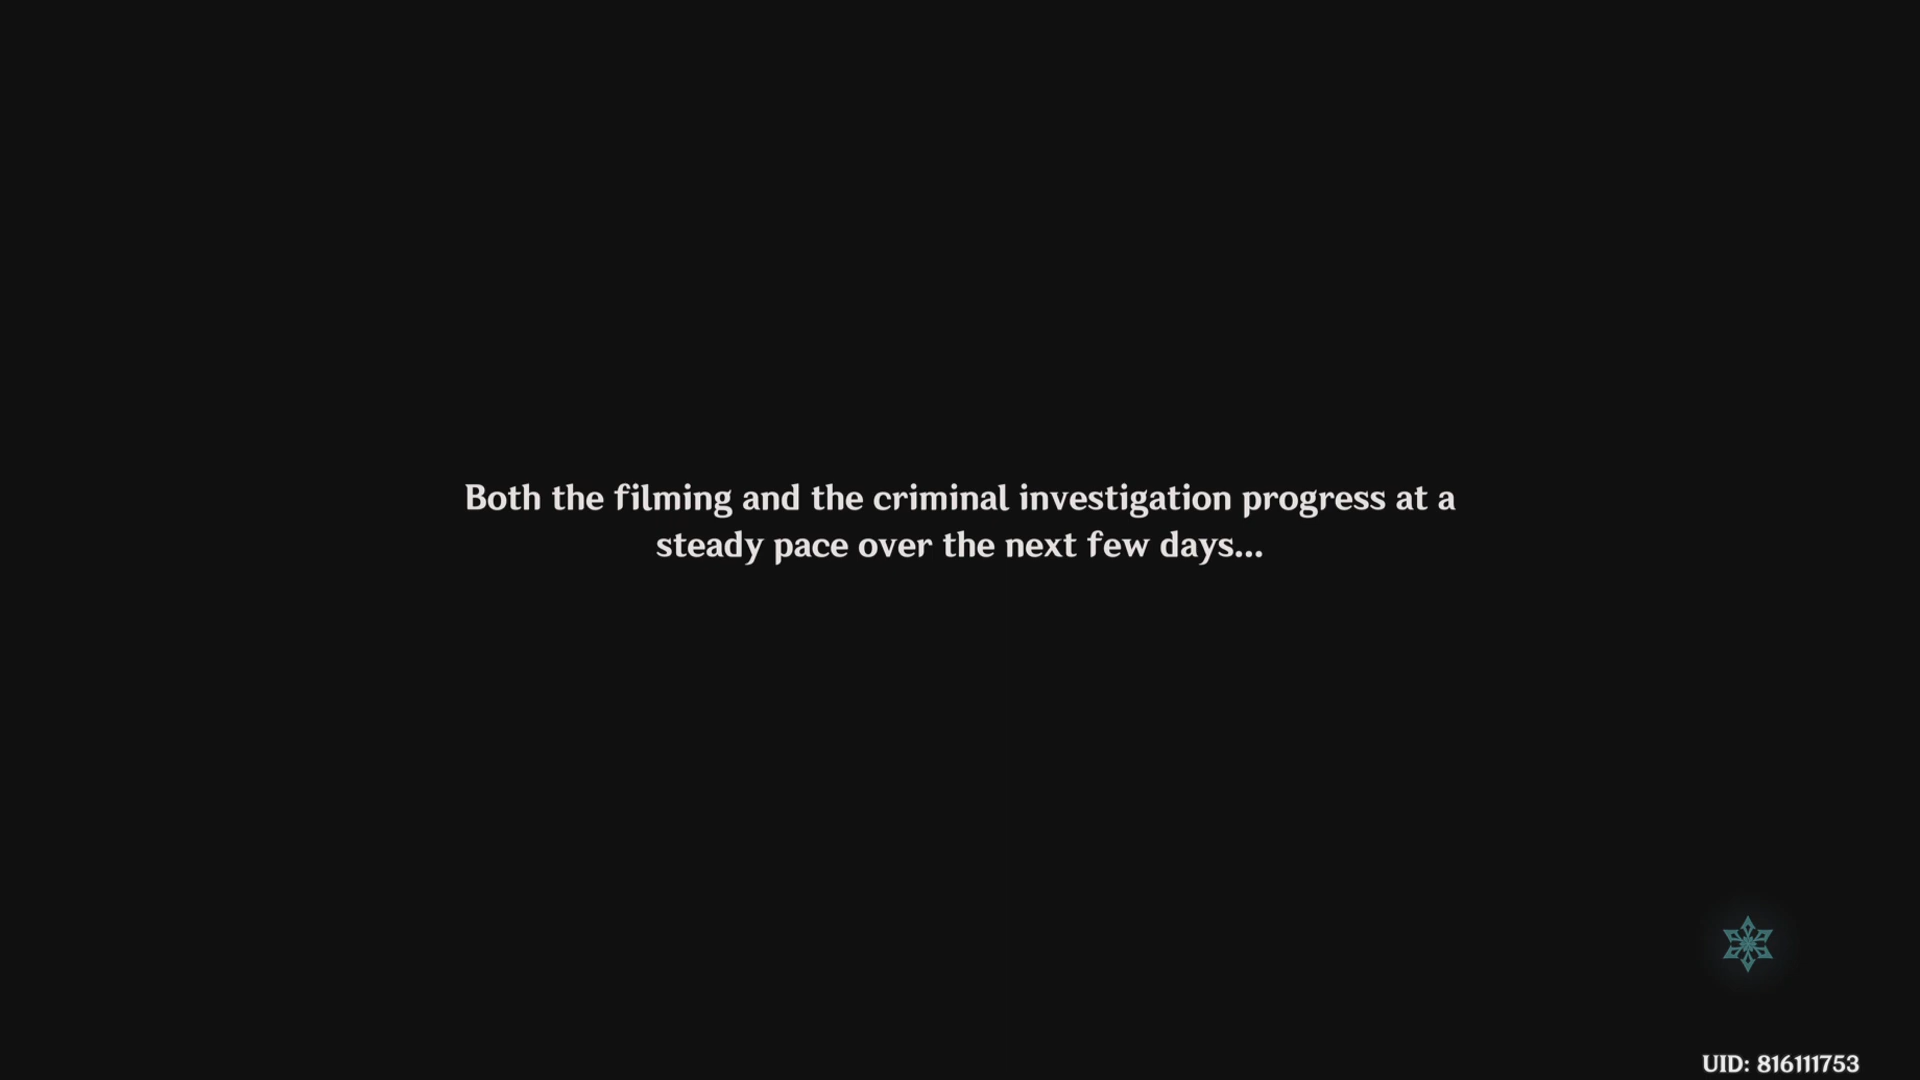 Both the filming and the criminal investigation progress at a
steady pace over the next few days...
UID: 816111753